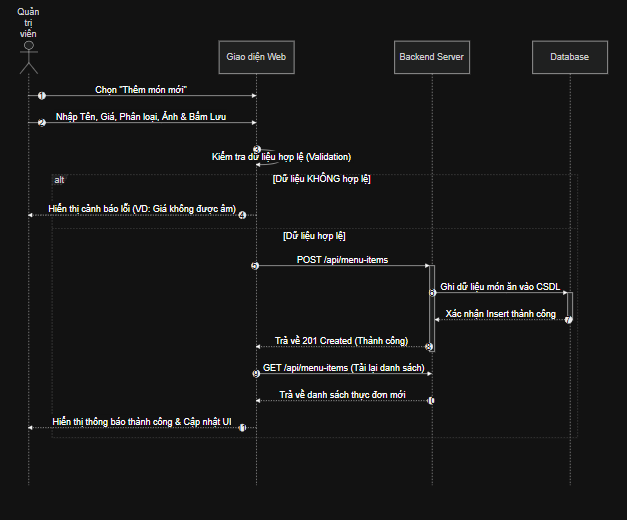 Quản
trị
viên
Giao diện Web
Backend Server
Database
1
Chọn "Thêm món mới"
2
Nhập Tên, Giá, Phân loại, Ảnh & Bấm Lưu
3
Kiểm tra dữ liệu hợp lệ (Validation)
alt
[Dữ liệu KHÔNG hợp lệ]
Hiển thị cảnh báo lỗi (VD: Giá không được âm)
4
[Dữ liệu hợp lệ]
5
POST /api/menu-items
6
Ghi dữ liệu món ăn vào CSDL
Xác nhận Insert thành công
7
Trả về 201 Created (Thành công)
8
9
GET /api/menu-items (Tải lại danh sách)
Trả về danh sách thực đơn mới
Hiển thị thông báo thành công & Cập nhật UI